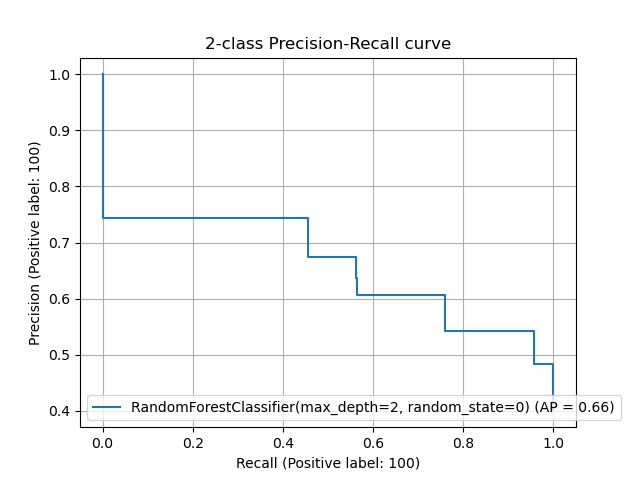 2-class Precision-Recall curve
Precision (Positive label: 100)
1.0
0.9
0.8
0.7
0.6
0.5
0.4
RandomForestClassifier(max_depth=2, random_state=0) (AP = 0.66)
0.0 0.2 0.4 0.6 0.8 1.0
Recall (Positive label: 100)